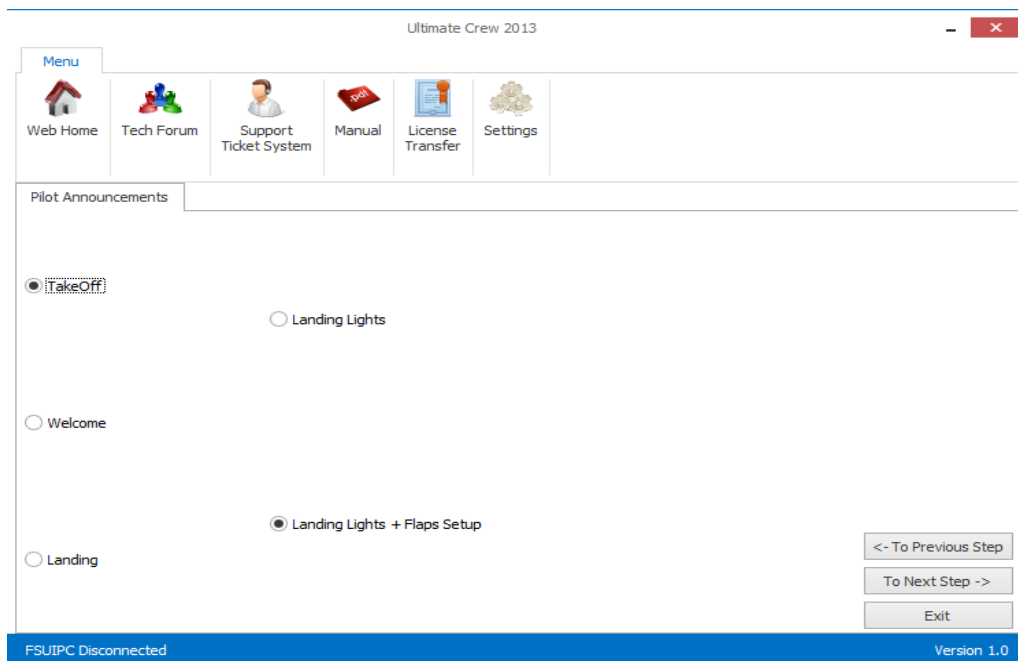 Ultimate Crew 2013
Menu
Web Home
Tech Forum
Support
Ticket System
.pdf
Manual
License
Transfer
Settings
Pilot Announcements
TakeOff
Landing Lights
Welcome
Landing Lights + Flaps Setup
Landing
<- To Previous Step
To Next Step ->
Exit
FSUIPC Disconnected
Version 1.0